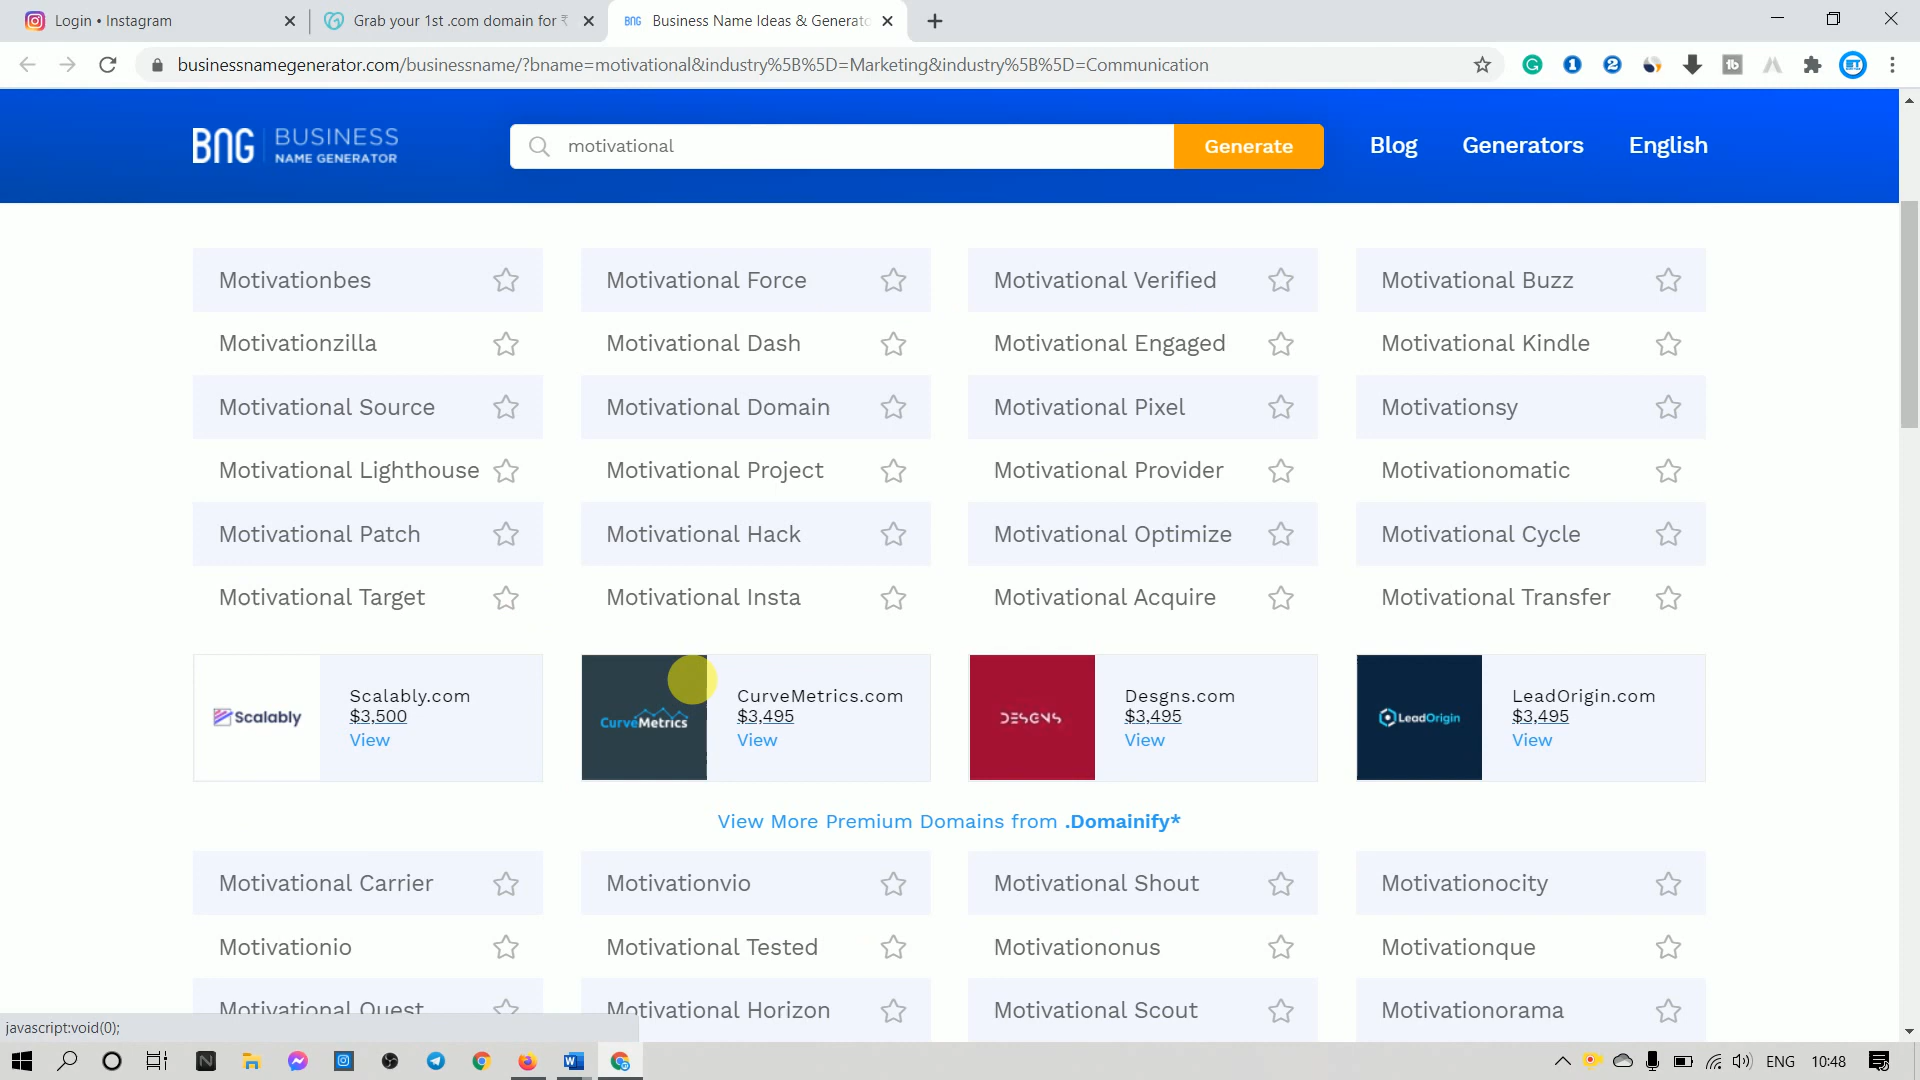 Login • Instagram
Grab your 1st .com domain for ₹
BNG Business Name Ideas & Generato
businessnamegenerator.com/businessname/?bname=motivational&industry%5B%5D=Marketing&industry%5B%5D=Communication
BNG BUSINESS NAME GENERATOR
motivational
Generate
Blog
Generators
English
Motivationbes
Motivational Force
Motivational Verified
Motivational Buzz
Motivationzilla
Motivational Dash
Motivational Engaged
Motivational Kindle
Motivational Source
Motivational Domain
Motivational Pixel
Motivationsy
Motivational Lighthouse
Motivational Project
Motivational Provider
Motivationomatic
Motivational Patch
Motivational Hack
Motivational Optimize
Motivational Cycle
Motivational Target
Motivational Insta
Motivational Acquire
Motivational Transfer
Scalably
Scalably.com
$3,500
View
CurveMetrics
CurveMetrics.com
$3,495
View
DESGNS
Desgns.com
$3,495
View
LeadOrigin
LeadOrigin.com
$3,495
View
View More Premium Domains from .Domainify*
Motivational Carrier
Motivationvio
Motivational Shout
Motivationocity
Motivationio
Motivational Tested
Motivationonus
Motivationque
Motivational Quest
Motivational Horizon
Motivational Scout
Motivationorama
javascript:void(0);
ENG
10:48